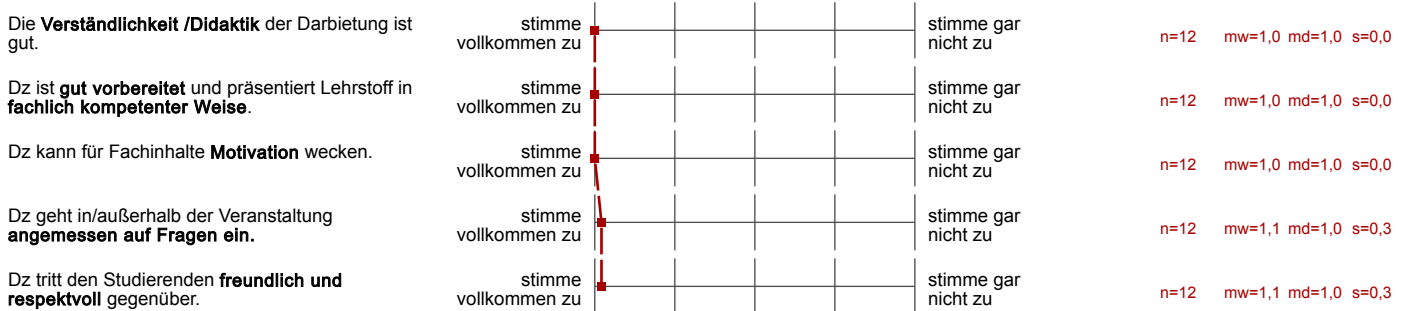 Die Verständlichkeit /Didaktik der Darbietung ist
gut.
stimme
vollkommen zu
stimme gar
nicht zu
n=12 mw=1,0 md=1,0 s=0,0
Dz ist gut vorbereitet und präsentiert Lehrstoff in
fachlich kompetenter Weise.
stimme
vollkommen zu
stimme gar
nicht zu
n=12 mw=1,0 md=1,0 s=0,0
Dz kann für Fachinhalte Motivation wecken.
stimme
vollkommen zu
stimme gar
nicht zu
n=12 mw=1,0 md=1,0 s=0,0
Dz geht in/außerhalb der Veranstaltung
angemessen auf Fragen ein.
stimme
vollkommen zu
stimme gar
nicht zu
n=12 mw=1,1 md=1,0 s=0,3
Dz tritt den Studierenden freundlich und
respektvoll gegenüber.
stimme
vollkommen zu
stimme gar
nicht zu
n=12 mw=1,1 md=1,0 s=0,3